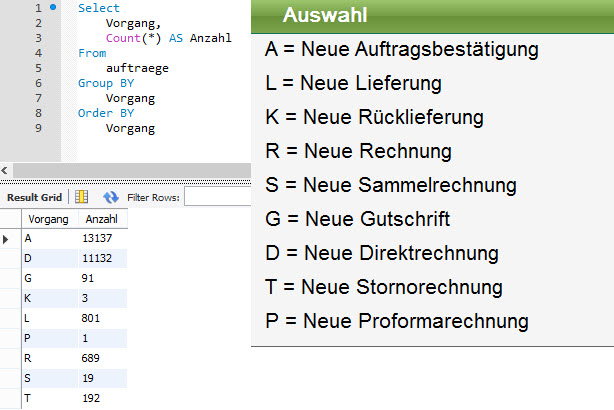 1 Select
2 Vorgang,
3 Count(*) AS Anzahl
4 From
5 auftraege
6 Group BY
7 Vorgang
8 Order BY
9 Vorgang
Result Grid Filter Rows:
Vorgang Anzahl
A 13137
D 11132
G 91
K 3
L 801
P 1
R 689
S 19
T 192
Auswahl
A = Neue Auftragsbestätigung
L = Neue Lieferung
K = Neue Rücklieferung
R = Neue Rechnung
S = Neue Sammelrechnung
G = Neue Gutschrift
D = Neue Direktrechnung
T = Neue Stornorechnung
P = Neue Proformarechnung